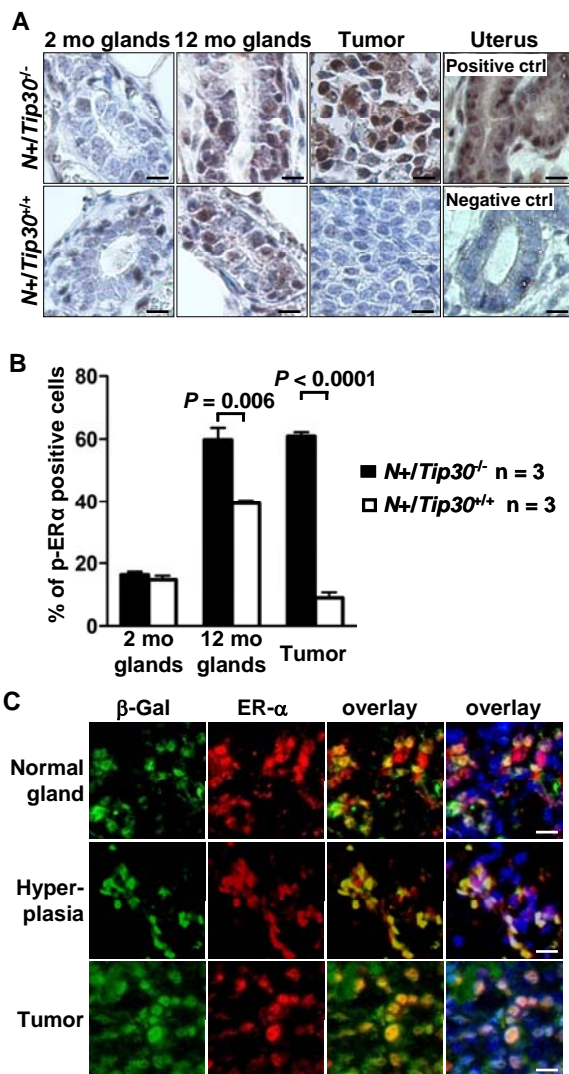 A
2 mo glands 12 mo glands Tumor Uterus
N+/Tip30-/-
Positive ctrl
N+/Tip30+/+
Negative ctrl
B
% of p-ERα positive cells
80
60
40
20
0
P = 0.006
P < 0.0001
N+/Tip30-/- n = 3
N+/Tip30+/+ n = 3
2 mo glands
12 mo glands
Tumor
C
β-Gal ER-α overlay overlay
Normal gland
Hyper-
plasia
Tumor